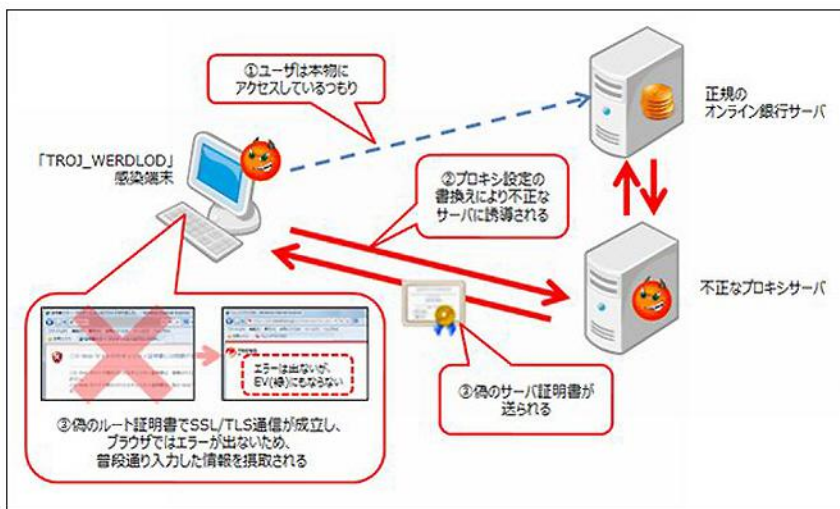 ①ユーザは本物に
アクセスしているつもり
正規の
オンライン銀行サーバ
「TROJ_WERDLOD」
感染端末
②プロキシ設定の
書換えにより不正な
サーバに誘導される
不正なプロキシサーバ
エラーは出ないが、
EV(緑)にもならない
③偽のサーバ証明書が
送られる
③偽のルート証明書でSSL/TLS通信が成立し、
ブラウザではエラーが出ないため、
普段通り入力した情報を摂取される